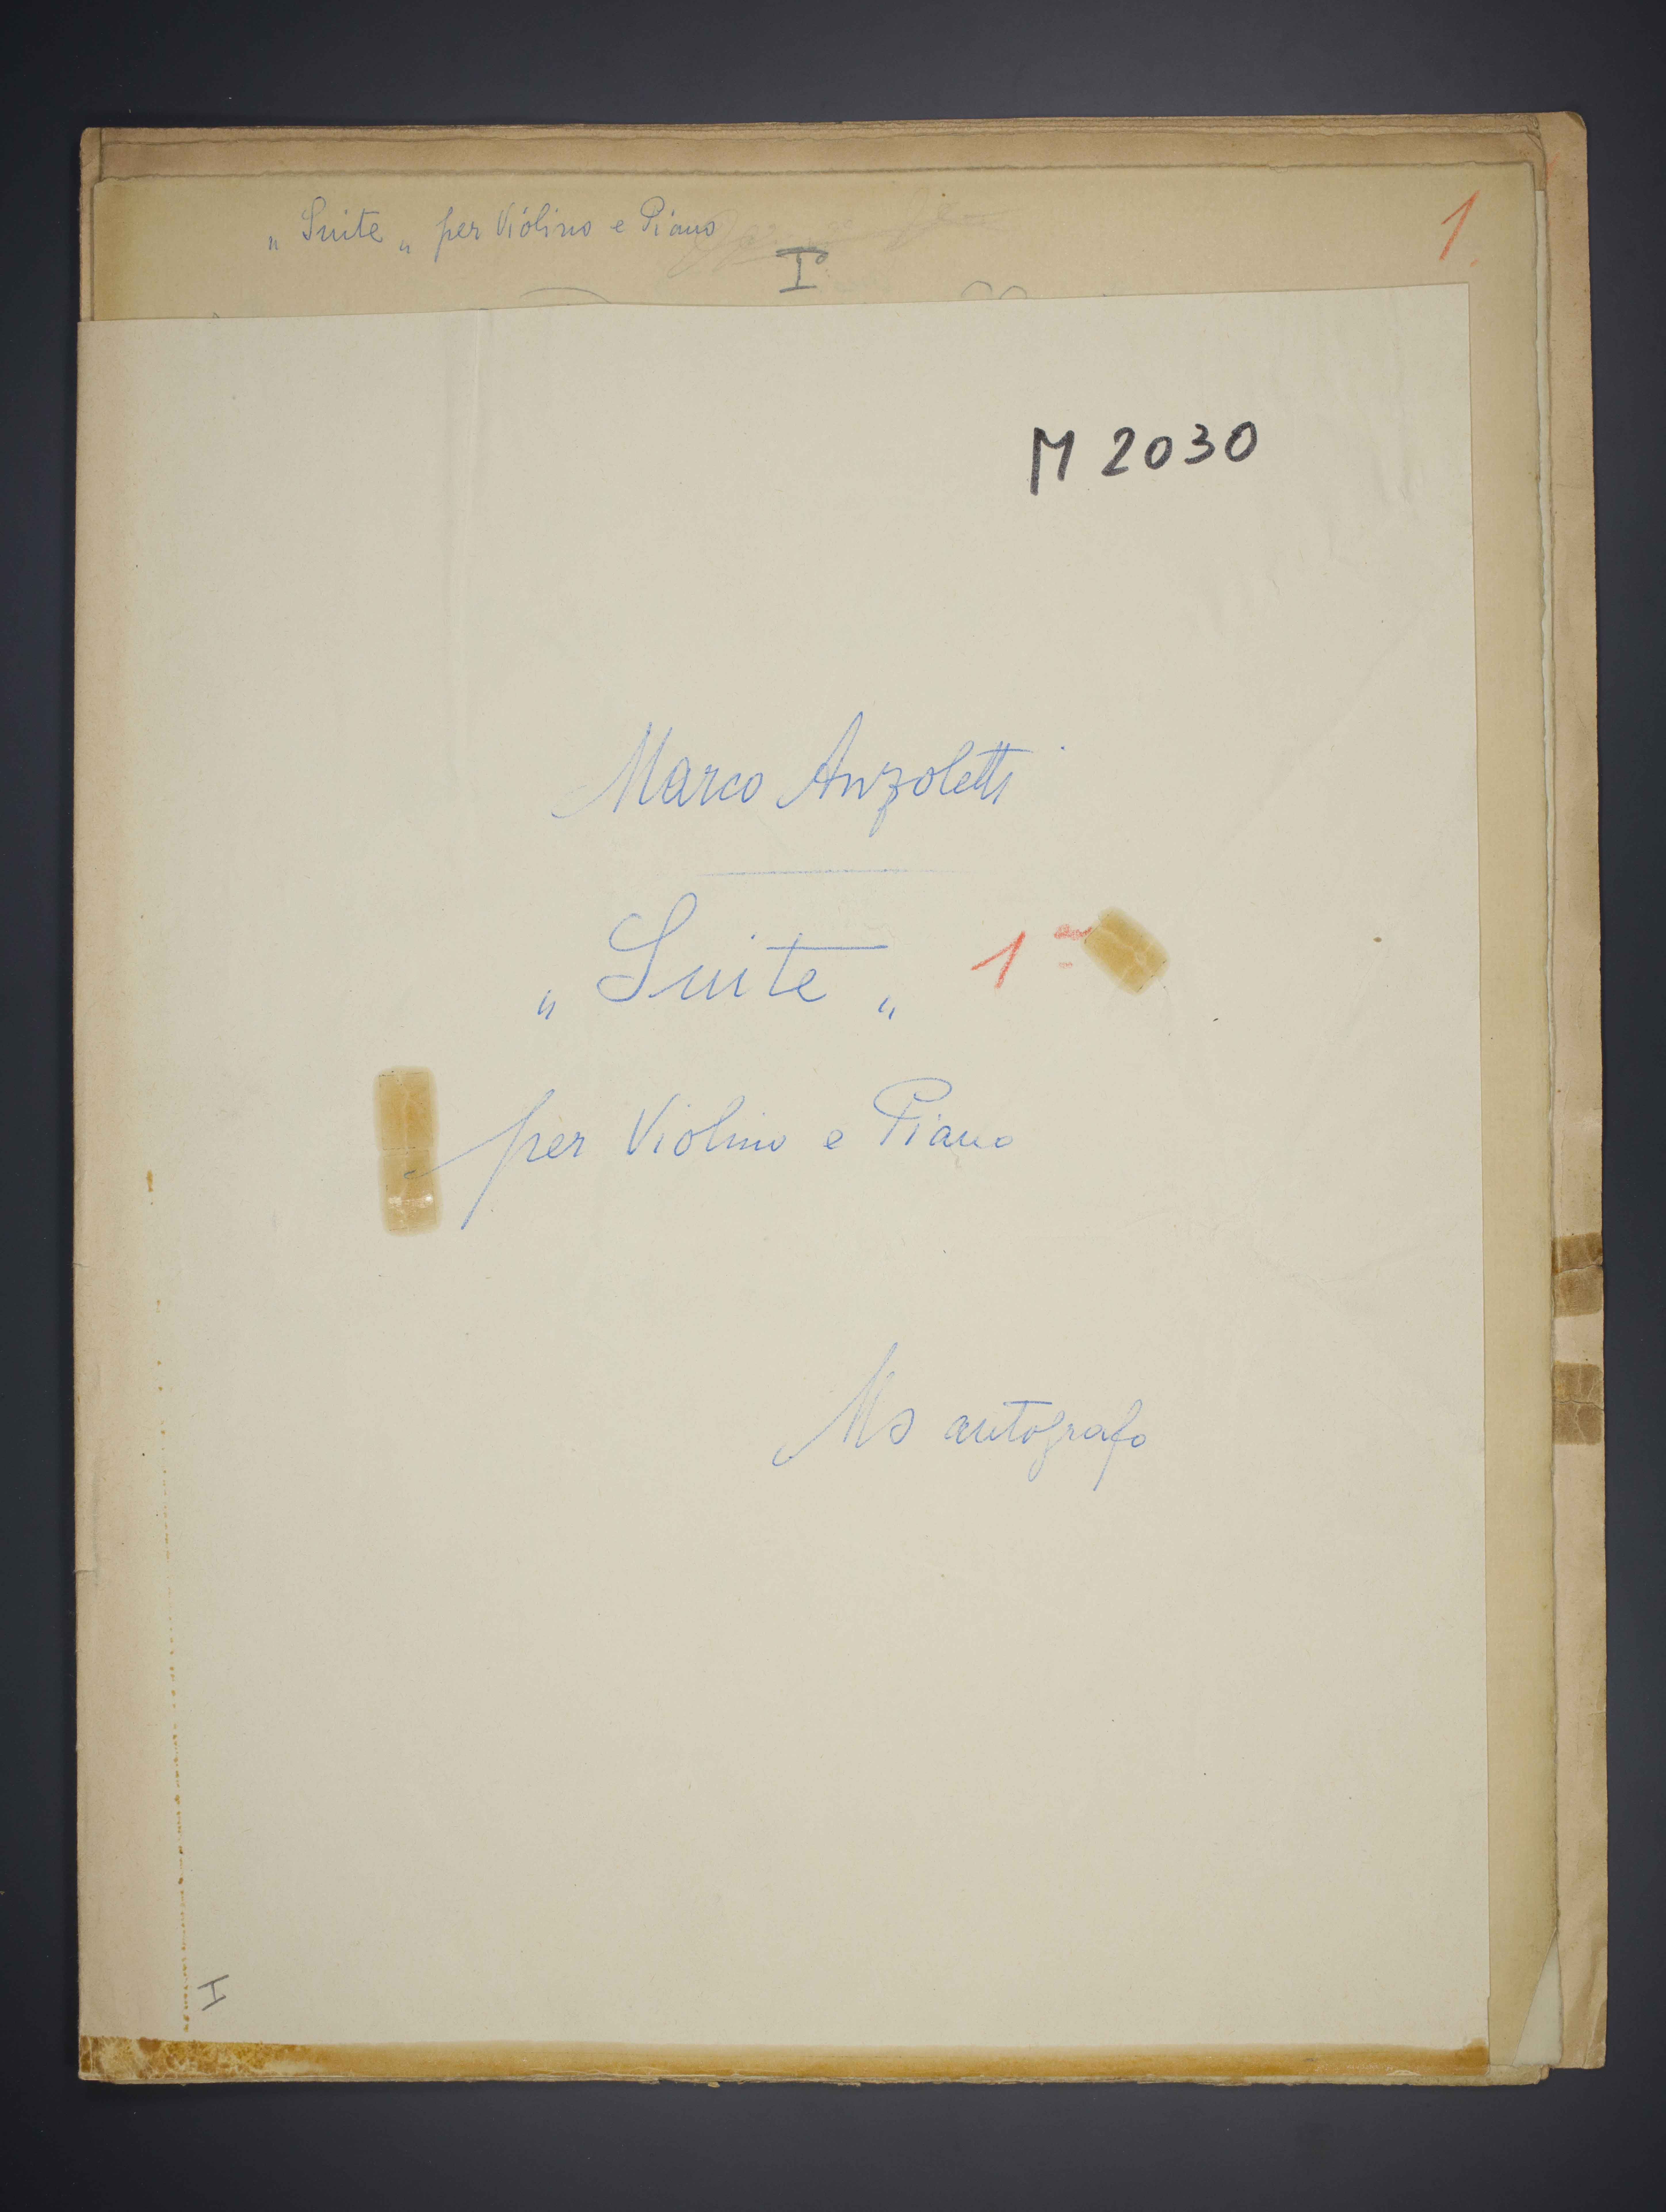 „ Suite „ per Violino e Piano
1.
I°
M 2030
Marco Anzoletti
„ Suite „ 1ª
per Violino e Piano
Ms autografo
I